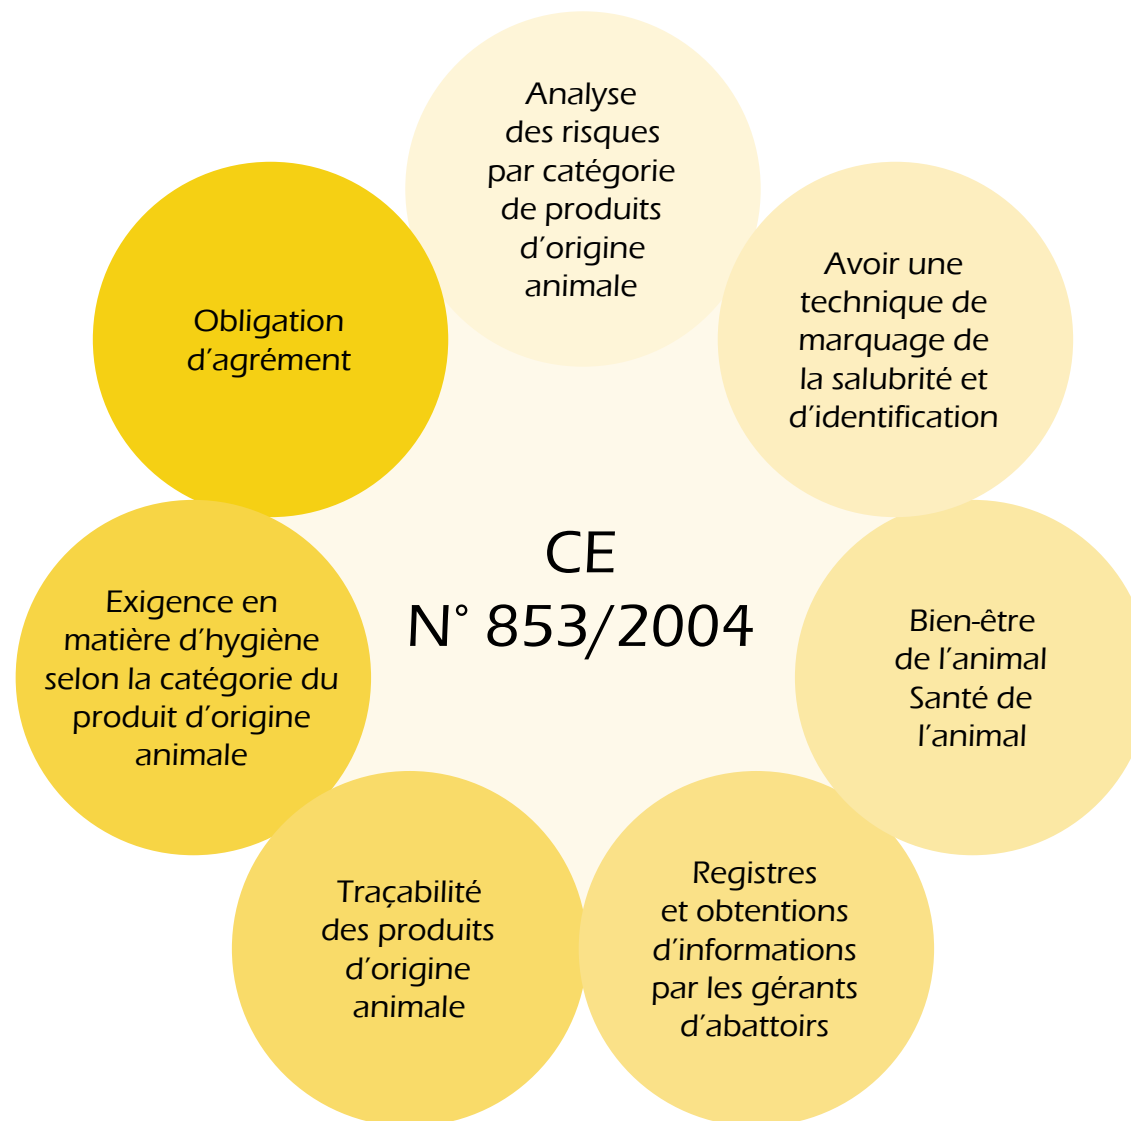 Analyse
des risques
par catégorie
de produits
d’origine
animale
Avoir une
technique de
marquage de
la salubrité et
d’identification
Bien-être
de l’animal
Santé de
l’animal
Registres
et obtentions
d’informations
par les gérants
d’abattoirs
Traçabilité
des produits
d’origine
animale
Exigence en
matière d’hygiène
selon la catégorie du
produit d’origine
animale
Obligation
d’agrément
CE
N° 853/2004